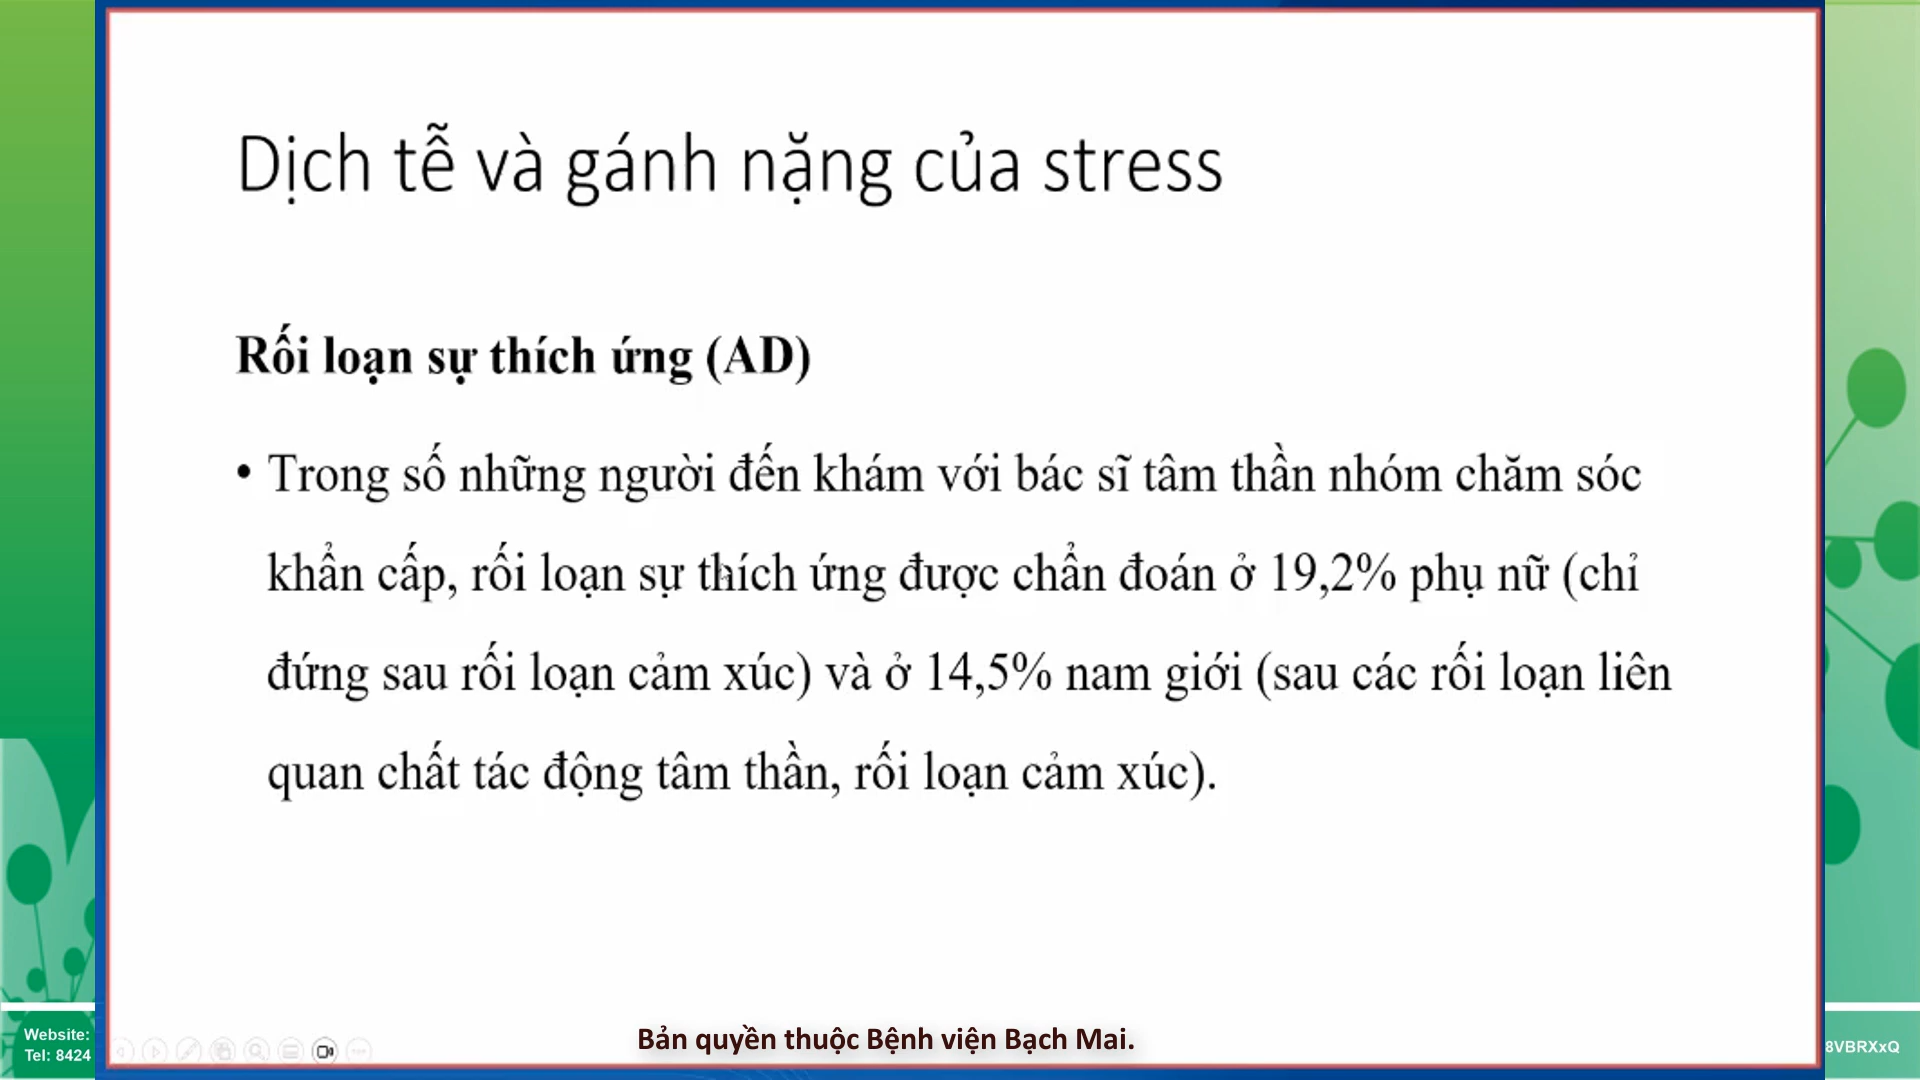 Dịch tễ và gánh nặng của stress
Rối loạn sự thích ứng (AD)
• Trong số những người đến khám với bác sĩ tâm thần nhóm chăm sóc
khẩn cấp, rối loạn sự thích ứng được chẩn đoán ở 19,2% phụ nữ (chỉ
đứng sau rối loạn cảm xúc) và ở 14,5% nam giới (sau các rối loạn liên
quan chất tác động tâm thần, rối loạn cảm xúc).
Bản quyền thuộc Bệnh viện Bạch Mai.
Website:
Tel: 8424
8VBRXxQ